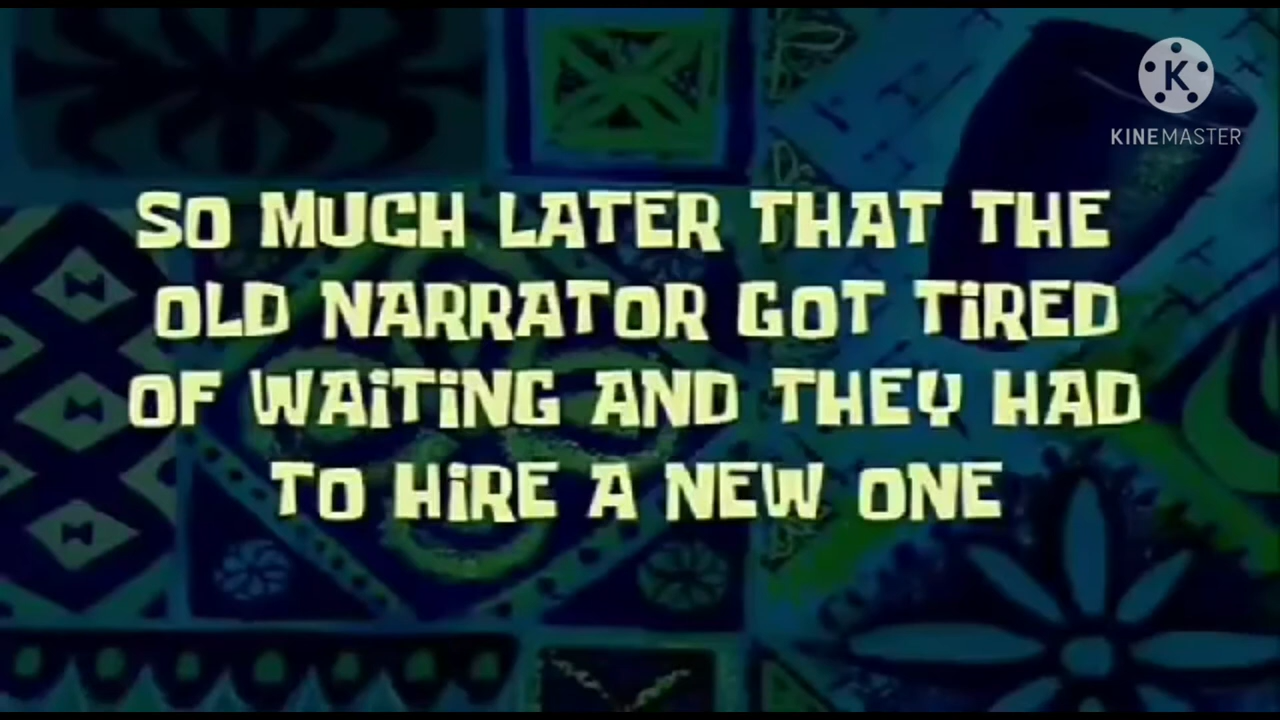 KINEMASTER
SO MUCH LATER THAT THE
OLD NARRATOR GOT TiRED
OF WAiTiNG AND THEY HAD
TO HiRE A NEW ONE